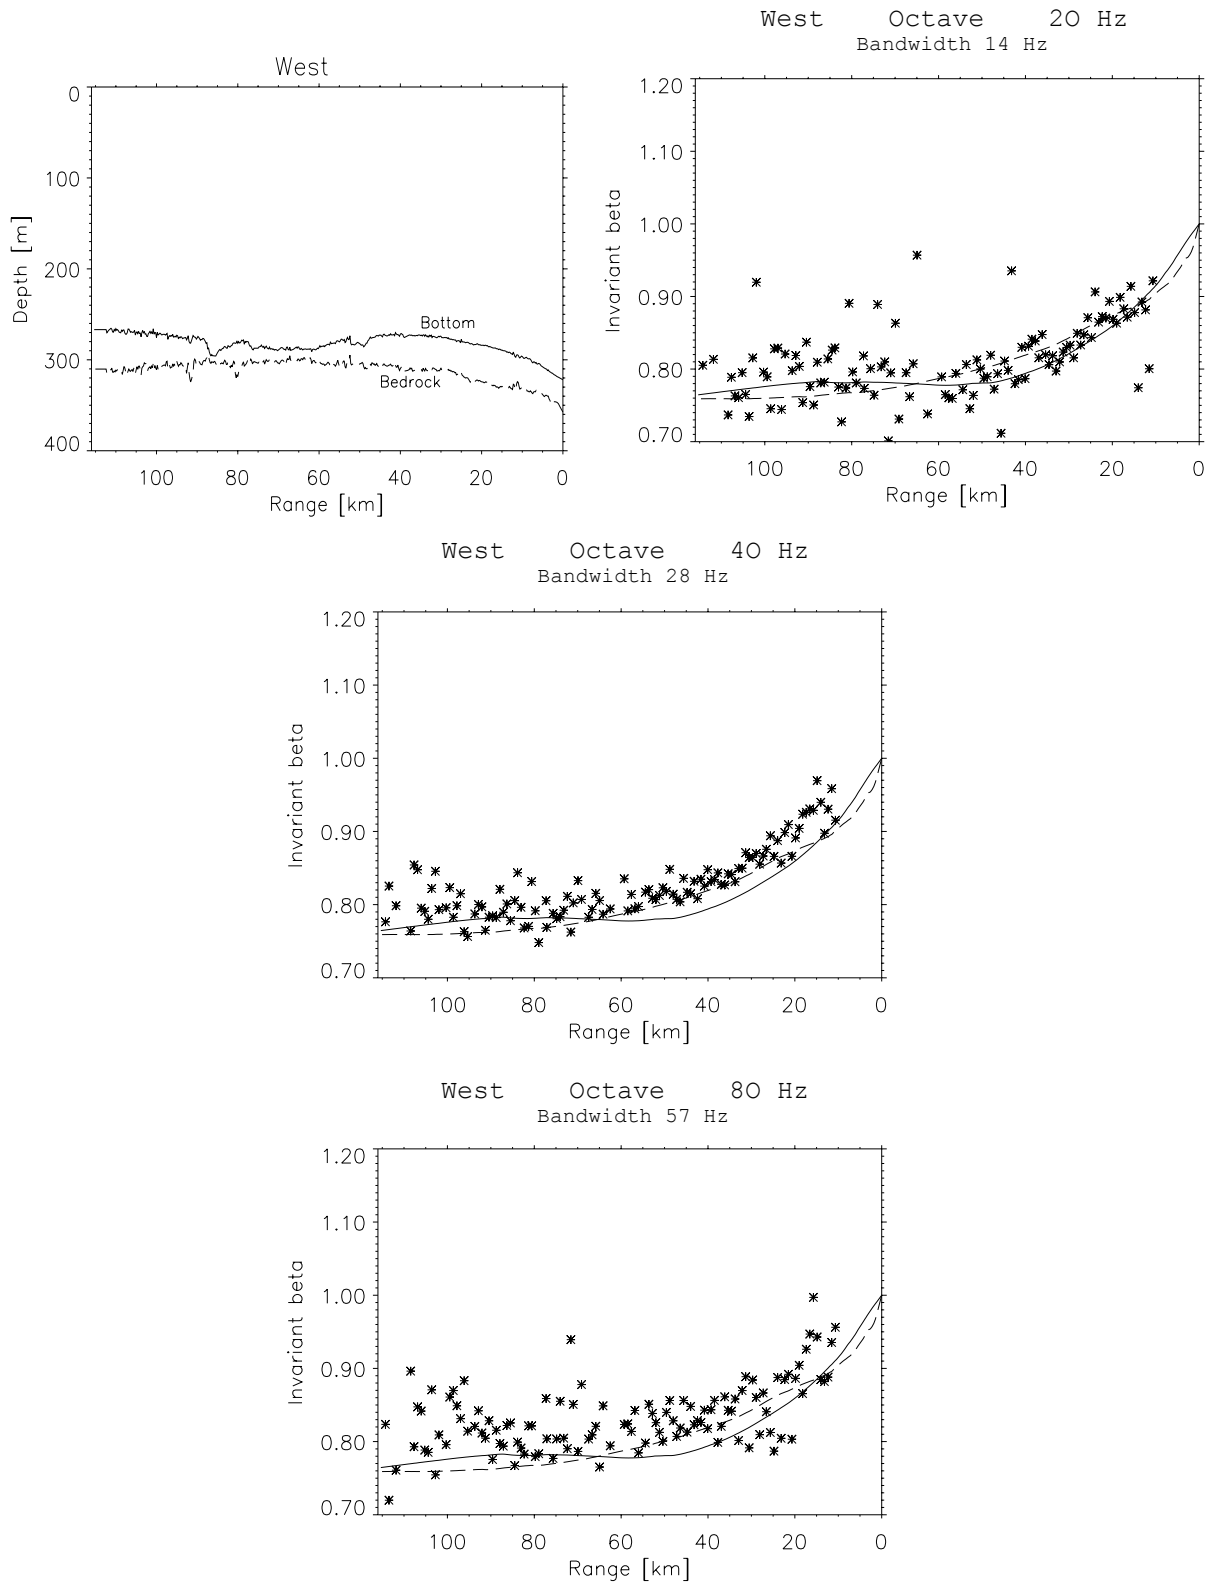 West
0
100
200
300
400
Depth [m]
Bottom
Bedrock
100 80 60 40 20 0
Range [km]
West Octave 20 Hz
Bandwidth 14 Hz
1.20
1.10
1.00
0.90
0.80
0.70
Invariant beta
100 80 60 40 20 0
Range [km]
West Octave 40 Hz
Bandwidth 28 Hz
1.20
1.10
1.00
0.90
0.80
0.70
Invariant beta
100 80 60 40 20 0
Range [km]
West Octave 80 Hz
Bandwidth 57 Hz
1.20
1.10
1.00
0.90
0.80
0.70
Invariant beta
100 80 60 40 20 0
Range [km]